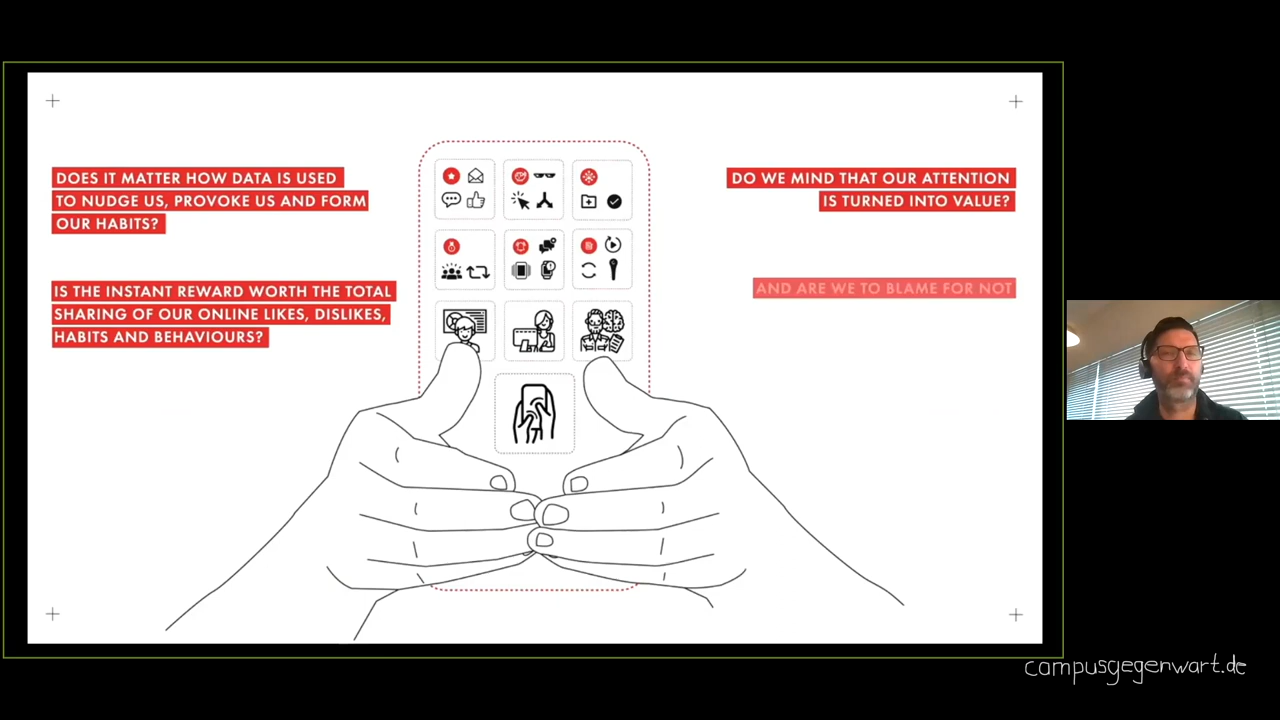 DOES IT MATTER HOW DATA IS USED
TO NUDGE US, PROVOKE US AND FORM
OUR HABITS?
IS THE INSTANT REWARD WORTH THE TOTAL
SHARING OF OUR ONLINE LIKES, DISLIKES,
HABITS AND BEHAVIOURS?
DO WE MIND THAT OUR ATTENTION
IS TURNED INTO VALUE?
AND ARE WE TO BLAME FOR NOT
campusgegenwart.de